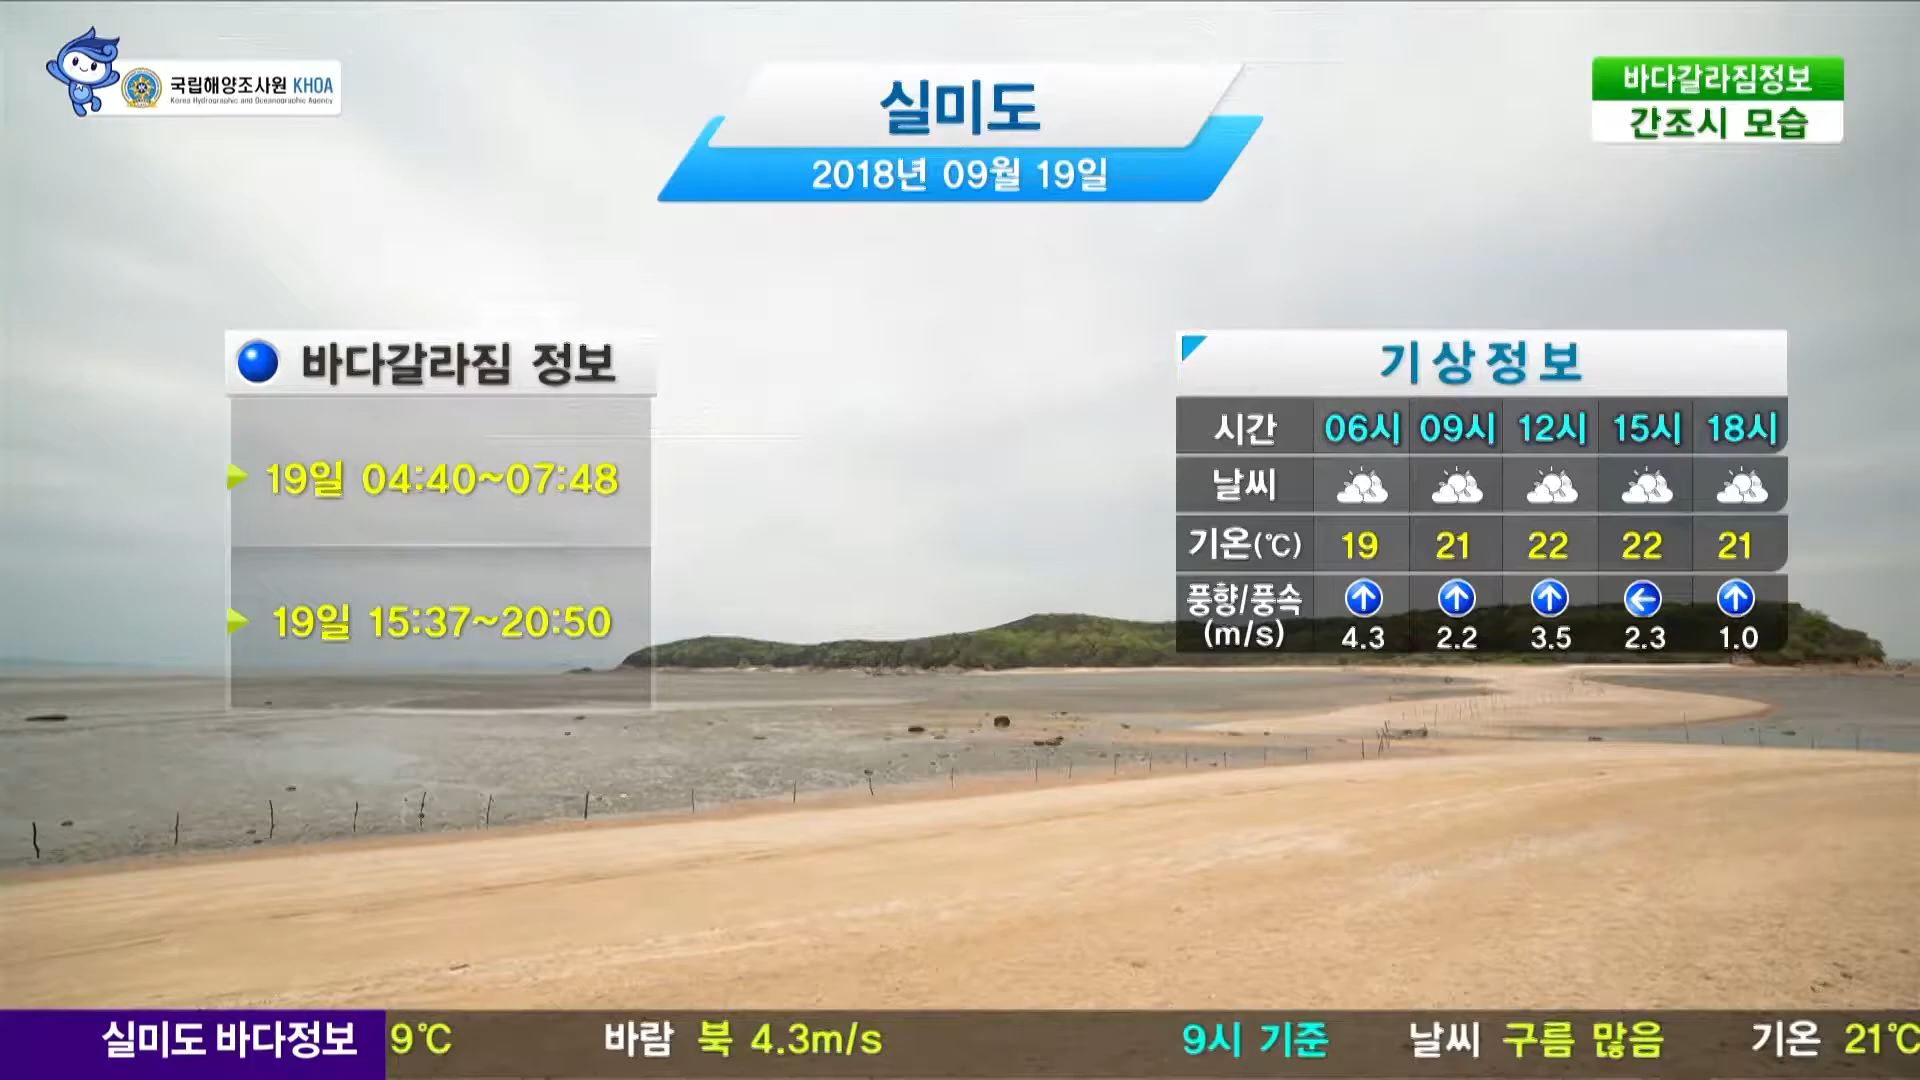 국립해양조사원 KHOA
Korea Hydrographic and Oceanographic Agency
실미도
2018년 09월 19일
바다갈라짐정보
간조시 모습
바다갈라짐 정보
19일 04:40~07:48
19일 15:37~20:50
기상정보
시간 06시 09시 12시 15시 18시
날씨
기온(℃) 19 21 22 22 21
풍향/풍속
(m/s) 4.3 2.2 3.5 2.3 1.0
실미도 바다정보 9℃ 바람 북 4.3m/s 9시 기준 날씨 구름 많음 기온 21℃